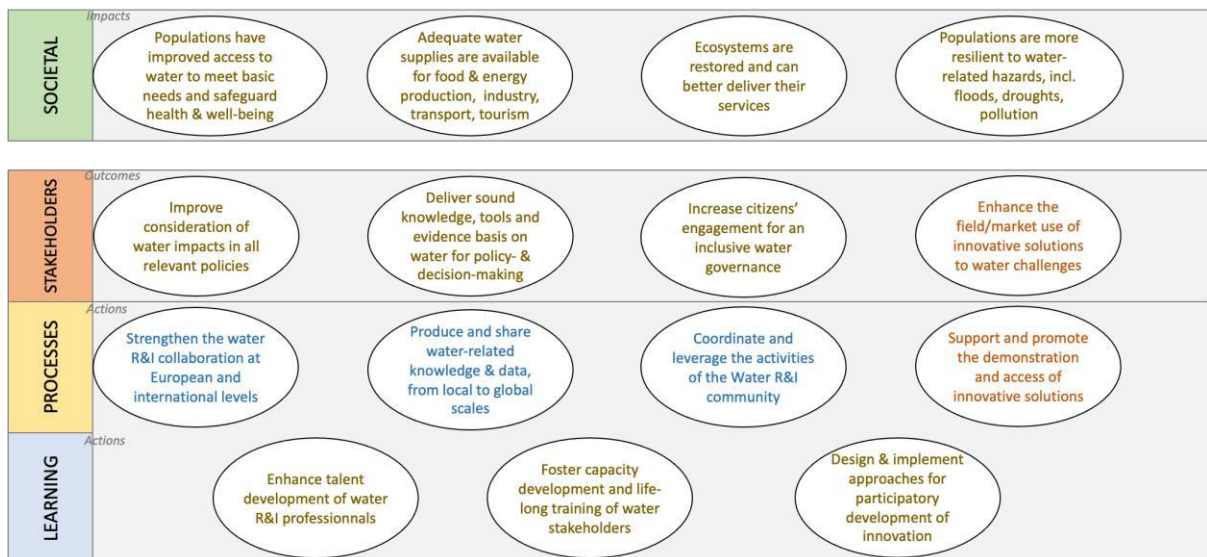 Impacts
SOCIETAL
Populations have
improved access to
water to meet basic
needs and safeguard
health & well-being
Adequate water
supplies are available
for food & energy
production, industry,
transport, tourism
Ecosystems are
restored and can
better deliver their
services
Populations are more
resilient to water-
related hazards, incl.
floods, droughts,
pollution
Outcomes
STAKEHOLDERS
Improve
consideration of
water impacts in all
relevant policies
Deliver sound
knowledge, tools and
evidence basis on
water for policy- &
decision-making
Increase citizens’
engagement for an
inclusive water
governance
Enhance the
field/market use of
innovative solutions
to water challenges
Actions
PROCESSES
Strengthen the water
R&I collaboration at
European and
international levels
Produce and share
water-related
knowledge & data,
from local to global
scales
Coordinate and
leverage the activities
of the Water R&I
community
Support and promote
the demonstration
and access of
innovative solutions
Actions
LEARNING
Enhance talent
development of water
R&I professionnals
Foster capacity
development and life-
long training of water
stakeholders
Design & implement
approaches for
participatory
development of
innovation